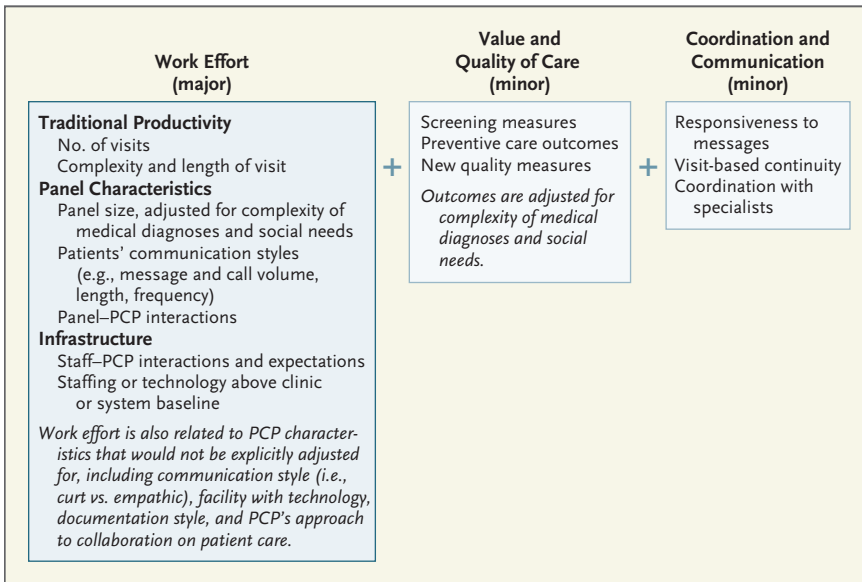 Work Effort
(major)
Traditional Productivity
No. of visits
Complexity and length of visit
Panel Characteristics
Panel size, adjusted for complexity of
medical diagnoses and social needs
Patients’ communication styles
(e.g., message and call volume,
length, frequency)
Panel–PCP interactions
Infrastructure
Staff–PCP interactions and expectations
Staffing or technology above clinic
or system baseline
Work effort is also related to PCP character-
istics that would not be explicitly adjusted
for, including communication style (i.e.,
curt vs. empathic), facility with technology,
documentation style, and PCP’s approach
to collaboration on patient care.
+
Value and
Quality of Care
(minor)
Screening measures
Preventive care outcomes
New quality measures
Outcomes are adjusted for
complexity of medical
diagnoses and social
needs.
+
Coordination and
Communication
(minor)
Responsiveness to
messages
Visit-based continuity
Coordination with
specialists